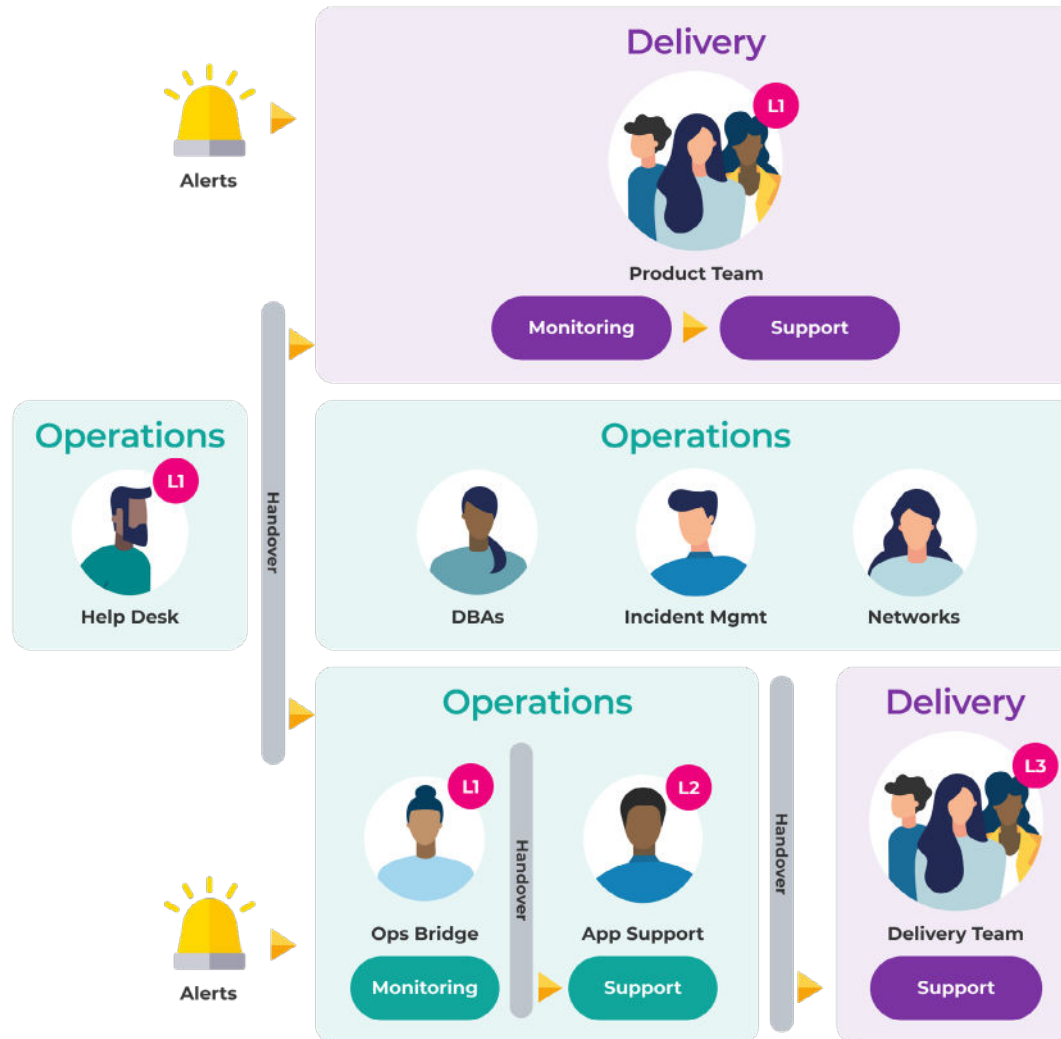 Delivery
L1
Alerts
Product Team
Monitoring
Support
Operations
L1
Help Desk
Handover
Operations
DBAs
Incident Mgmt
Networks
Operations
L1
Ops Bridge
Monitoring
Handover
L2
App Support
Support
Handover
Delivery
L3
Delivery Team
Support
Alerts